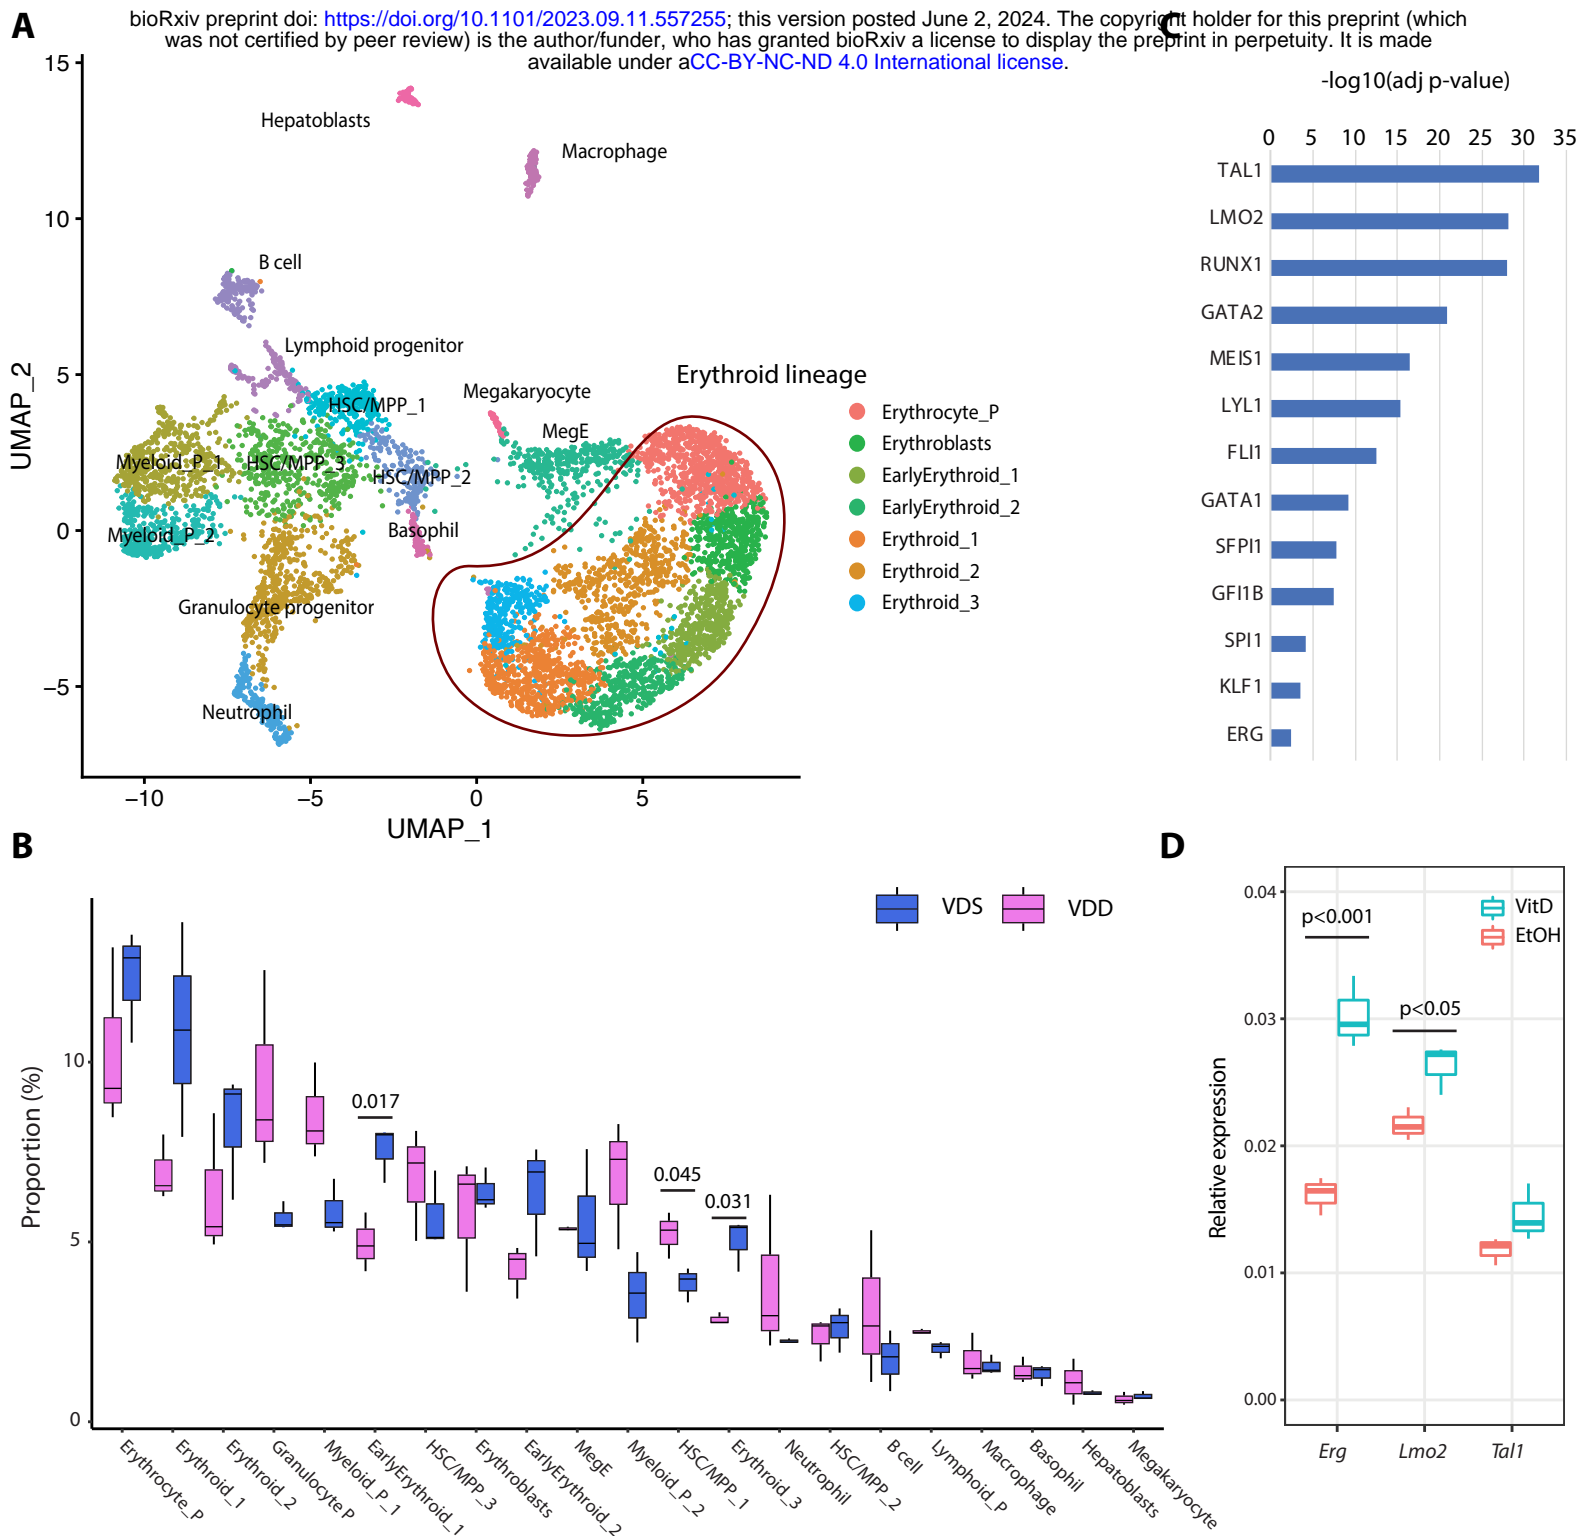 bioRxiv preprint doi: https://doi.org/10.1101/2023.09.11.557255; this version posted June 2, 2024. The copyright holder for this preprint (which
was not certified by peer review) is the author/funder, who has granted bioRxiv a license to display the preprint in perpetuity. It is made
available under aCC-BY-NC-ND 4.0 International license.
A
15
10
5
0
−5
UMAP_2
−10
−5
0
5
UMAP_1
Hepatoblasts
Macrophage
B cell
Lymphoid progenitor
HSC/MPP_1
Megakaryocyte
MegE
Myeloid_P_1
HSC/MPP_3
HSC/MPP_2
Myeloid_P_2
Basophil
Granulocyte progenitor
Neutrophil
Erythroid lineage
Erythrocyte_P
Erythroblasts
EarlyErythroid_1
EarlyErythroid_2
Erythroid_1
Erythroid_2
Erythroid_3
C
-log10(adj p-value)
0 5 10 15 20 25 30 35
TAL1
LMO2
RUNX1
GATA2
MEIS1
LYL1
FLI1
GATA1
SFPI1
GFI1B
SPI1
KLF1
ERG
B
VDS
VDD
Proportion (%)
10
5
0
0.017
0.045
0.031
Erythrocyte_P
Erythroid_1
Erythroid_2
GranulocyteP
Myeloid_P_1
EarlyErythroid_1
HSC/MPP_3
Erythroblasts
EarlyErythroid_2
MegE
Myeloid_P_2
HSC/MPP_1
Erythroid_3
Neutrophil
HSC/MPP_2
B cell
Lymphoid_P
Macrophage
Basophil
Hepatoblasts
Megakaryocyte
D
Relative expression
0.04
0.03
0.02
0.01
0.00
p<0.001
p<0.05
VitD
EtOH
Erg
Lmo2
Tal1